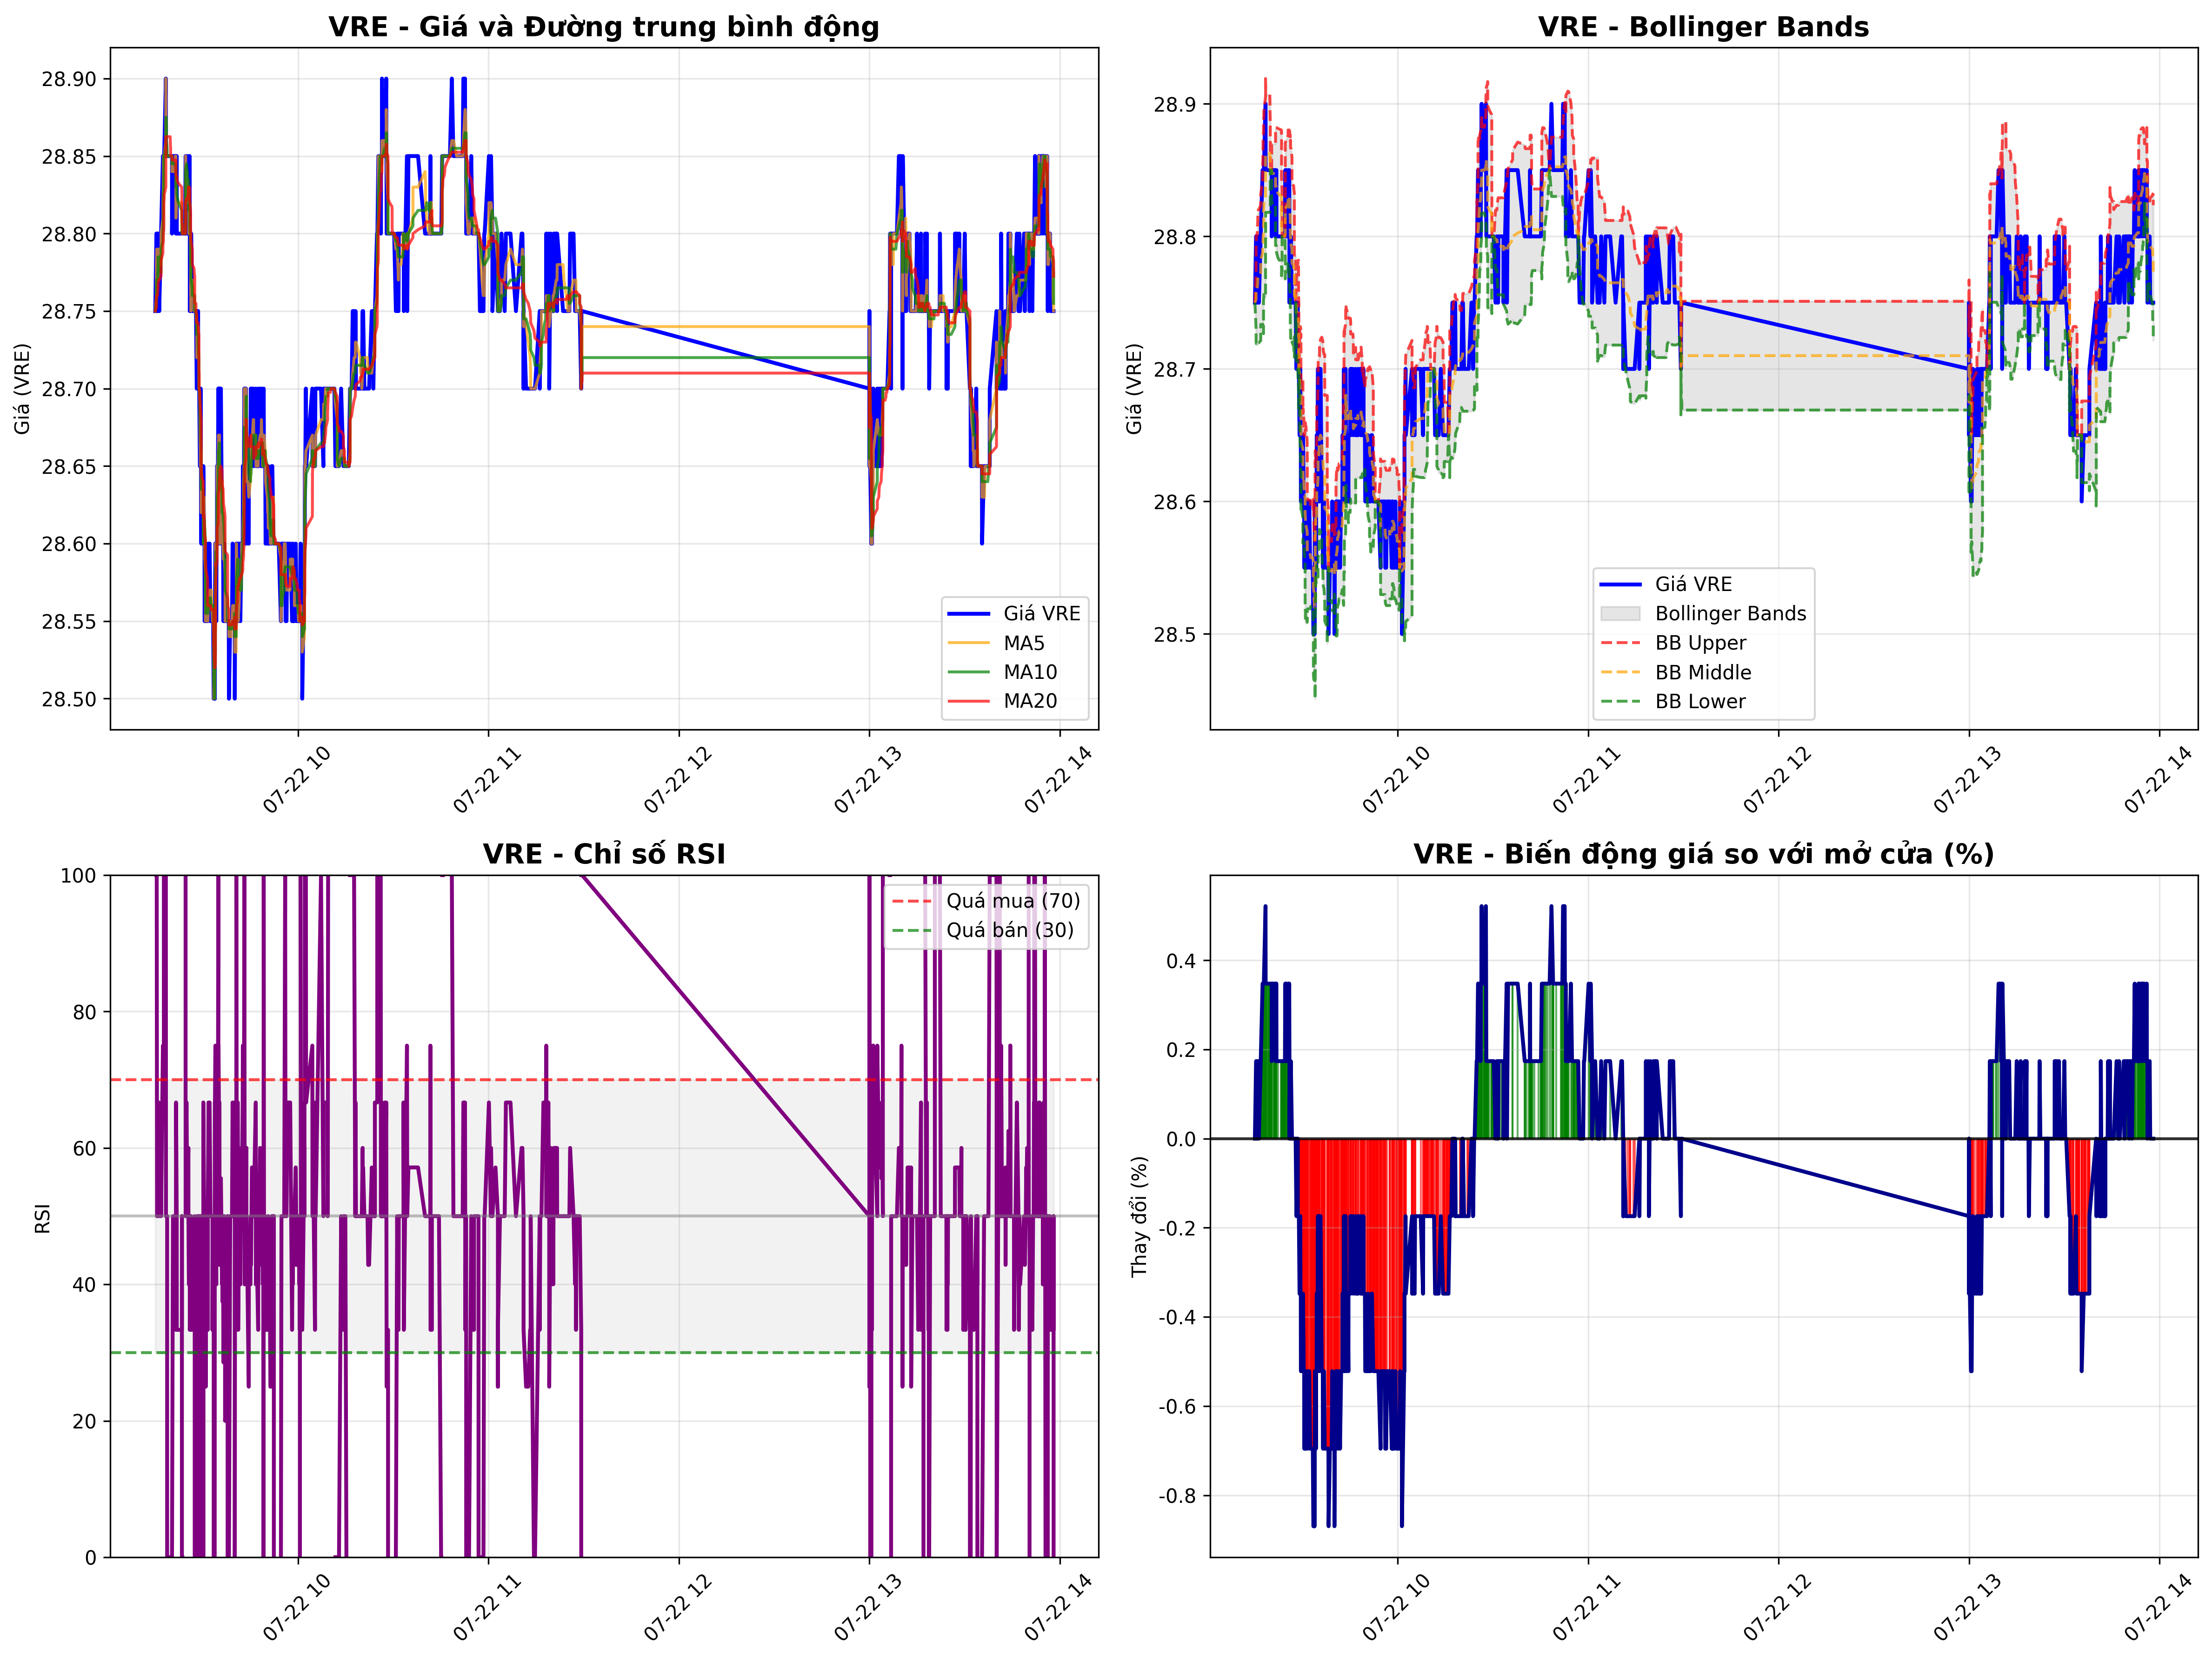 VRE - Giá và Đường trung bình động
Giá (VRE)
28.90
28.85
28.80
28.75
28.70
28.65
28.60
28.55
28.50
Giá VRE
MA5
MA10
MA20
07-22 10
07-22 11
07-22 12
07-22 13
07-22 14
VRE - Bollinger Bands
Giá (VRE)
28.9
28.8
28.7
28.6
28.5
Giá VRE
Bollinger Bands
BB Upper
BB Middle
BB Lower
07-22 10
07-22 11
07-22 12
07-22 13
07-22 14
VRE - Chỉ số RSI
RSI
100
80
60
40
20
0
Quá mua (70)
Quá bán (30)
07-22 10
07-22 11
07-22 12
07-22 13
07-22 14
VRE - Biến động giá so với mở cửa (%)
Thay đổi (%)
0.4
0.2
0.0
-0.2
-0.4
-0.6
-0.8
07-22 10
07-22 11
07-22 12
07-22 13
07-22 14